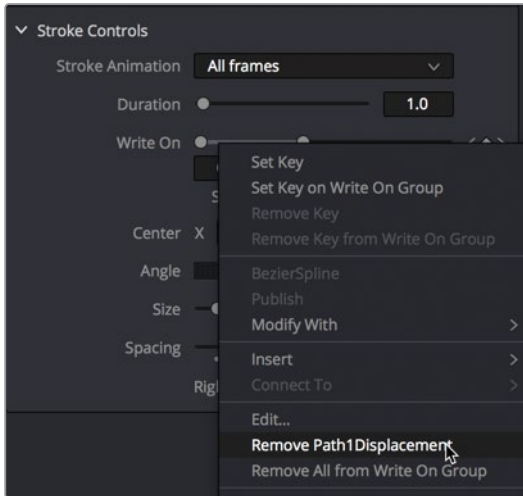 Stroke Controls
Stroke Animation All frames
Duration 1.0
Write On
Set Key
Set Key on Write On Group
Remove Key
Center X
Remove Key from Write On Group
Angle
BezierSpline
Publish
Size
Modify With
Spacing
Insert
Connect To
Edit...
Remove Path1Displacement
Remove All from Write On Group